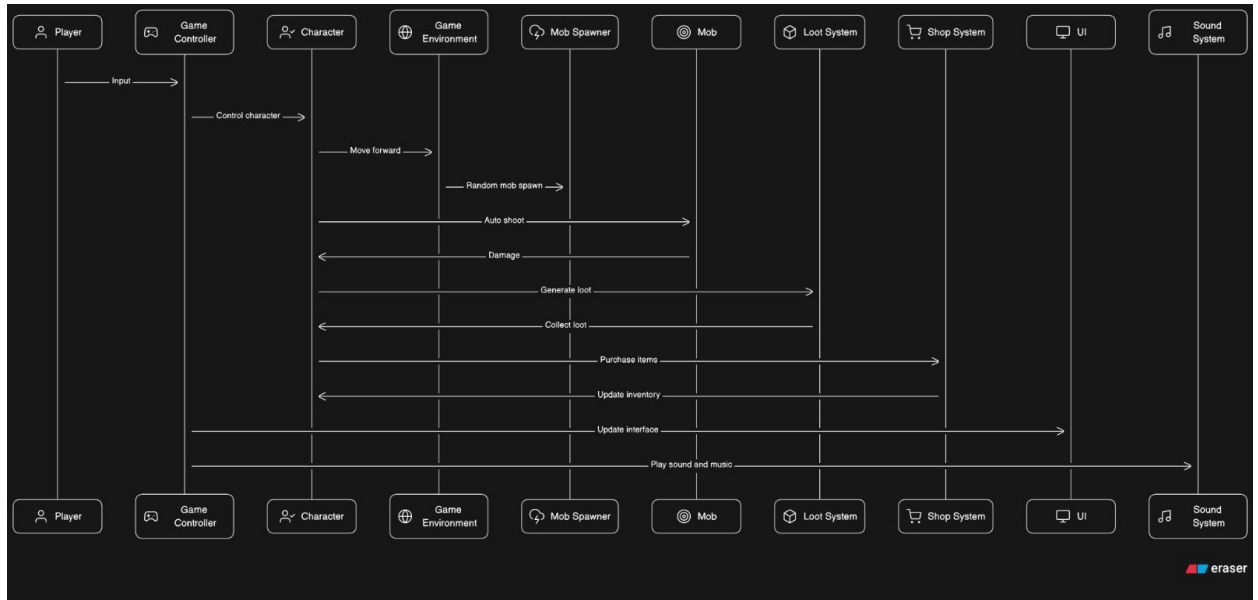 Player
Game
Controller
Character
Game
Environment
Mob Spawner
Mob
Loot System
Shop System
UI
Sound
System
Input
Control character
Move forward
Random mob spawn
Auto shoot
Damage
Generate loot
Collect loot
Purchase items
Update inventory
Update interface
Play sound and music
Player
Game
Controller
Character
Game
Environment
Mob Spawner
Mob
Loot System
Shop System
UI
Sound
System
eraser